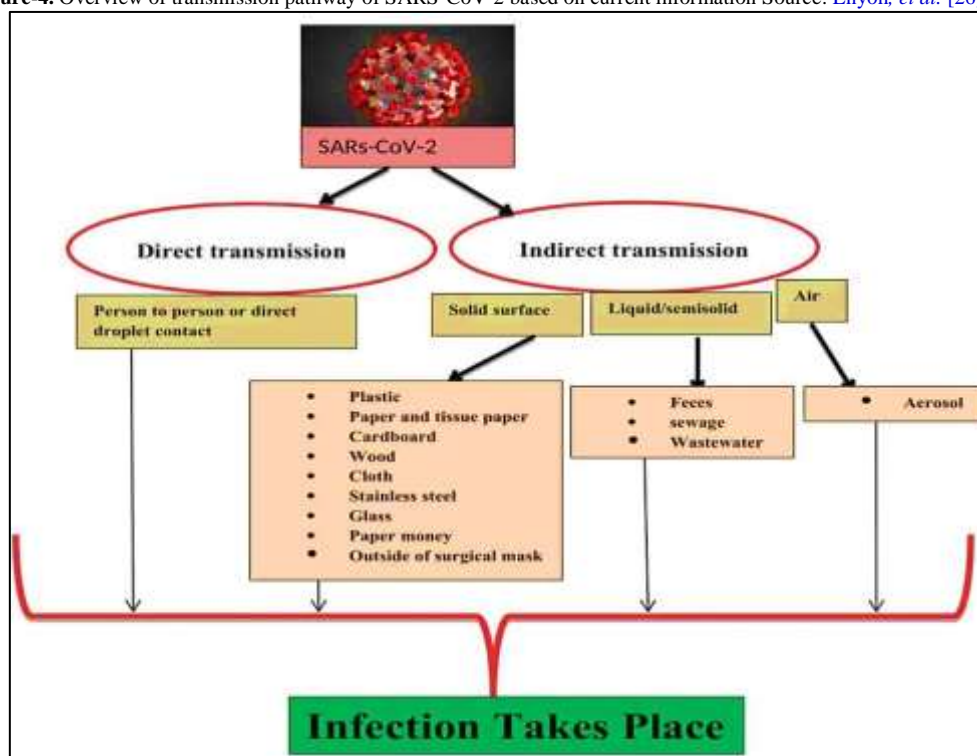 Overview of transmission pathway of SARS-CoV-2 based on current information Source: et al.
SARs-CoV-2
Direct transmission
Indirect transmission
Person to person or direct
droplet contact
Solid surface
Liquid/semisolid
Air
• Plastic
• Paper and tissue paper
• Cardboard
• Wood
• Cloth
• Stainless steel
• Glass
• Paper money
• Outside of surgical mask
• Feces
• sewage
• Wastewater
• Aerosol
Infection Takes Place